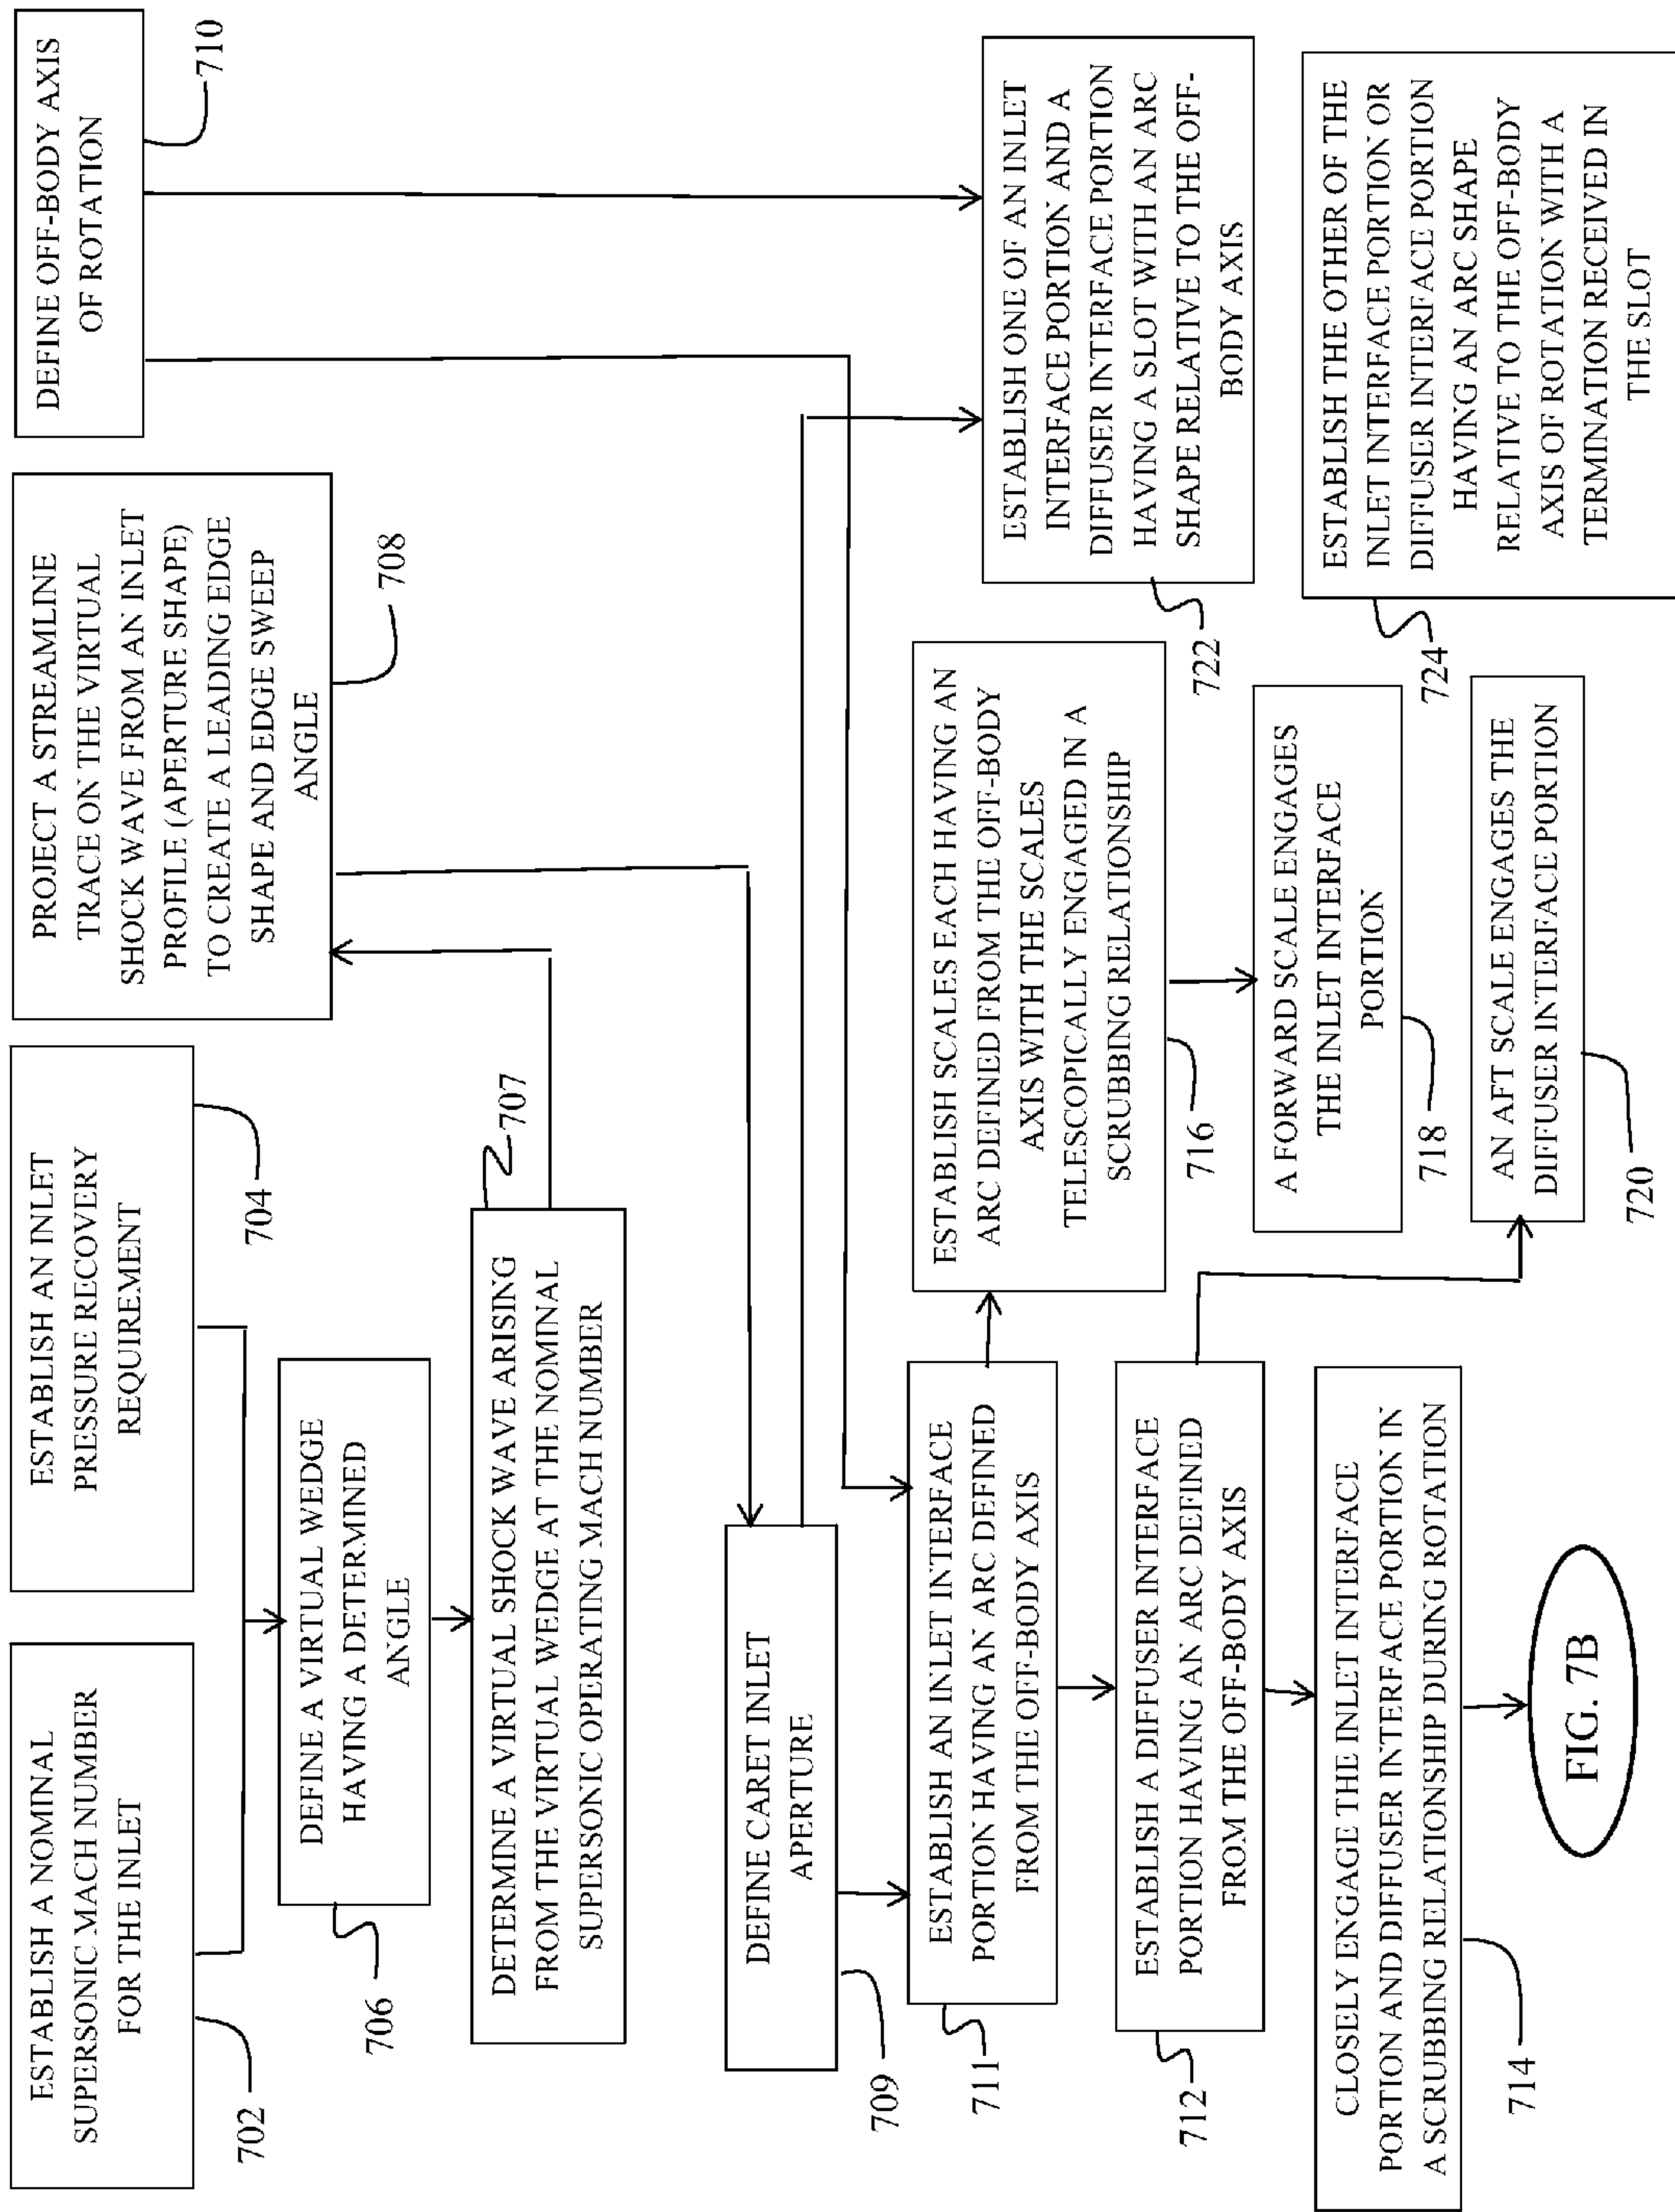 ESTABLISH A NOMINAL
SUPERSONIC MACH NUMBER
FOR THE INLET
702
ESTABLISH AN INLET
PRESSURE RECOVERY
REQUIREMENT
704
DEFINE A VIRTUAL WEDGE
HAVING A DETERMINED
ANGLE
706
DETERMINE A VIRTUAL SHOCK WAVE ARISING
FROM THE VIRTUAL WEDGE AT THE NOMINAL
SUPERSONIC OPERATING MACH NUMBER
707
PROJECT A STREAMLINE
TRACE ON THE VIRTUAL
SHOCK WAVE FROM AN INLET
PROFILE (APERTURE SHAPE)
TO CREATE A LEADING EDGE
SHAPE AND EDGE SWEEP
ANGLE
708
DEFINE OFF-BODY AXIS
OF ROTATION
710
DEFINE CARET INLET
APERTURE
709
ESTABLISH AN INLET INTERFACE
PORTION HAVING AN ARC DEFINED
FROM THE OFF-BODY AXIS
711
ESTABLISH A DIFFUSER INTERFACE
PORTION HAVING AN ARC DEFINED
FROM THE OFF-BODY AXIS
712
CLOSELY ENGAGE THE INLET INTERFACE
PORTION AND DIFFUSER INTERFACE PORTION IN
A SCRUBBING RELATIONSHIP DURING ROTATION
714
FIG. 7B
ESTABLISH SCALES EACH HAVING AN
ARC DEFINED FROM THE OFF-BODY
AXIS WITH THE SCALES
TELESCOPICALLY ENGAGED IN A
SCRUBBING RELATIONSHIP
716
A FORWARD SCALE ENGAGES
THE INLET INTERFACE
PORTION
718
AN AFT SCALE ENGAGES THE
DIFFUSER INTERFACE PORTION
720
ESTABLISH ONE OF AN INLET
INTERFACE PORTION AND A
DIFFUSER INTERFACE PORTION
HAVING A SLOT WITH AN ARC
SHAPE RELATIVE TO THE OFF-
BODY AXIS
722
ESTABLISH THE OTHER OF THE
INLET INTERFACE PORTION OR
DIFFUSER INTERFACE PORTION
HAVING AN ARC SHAPE
RELATIVE TO THE OFF-BODY
AXIS OF ROTATION WITH A
TERMINATION RECEIVED IN
THE SLOT
724